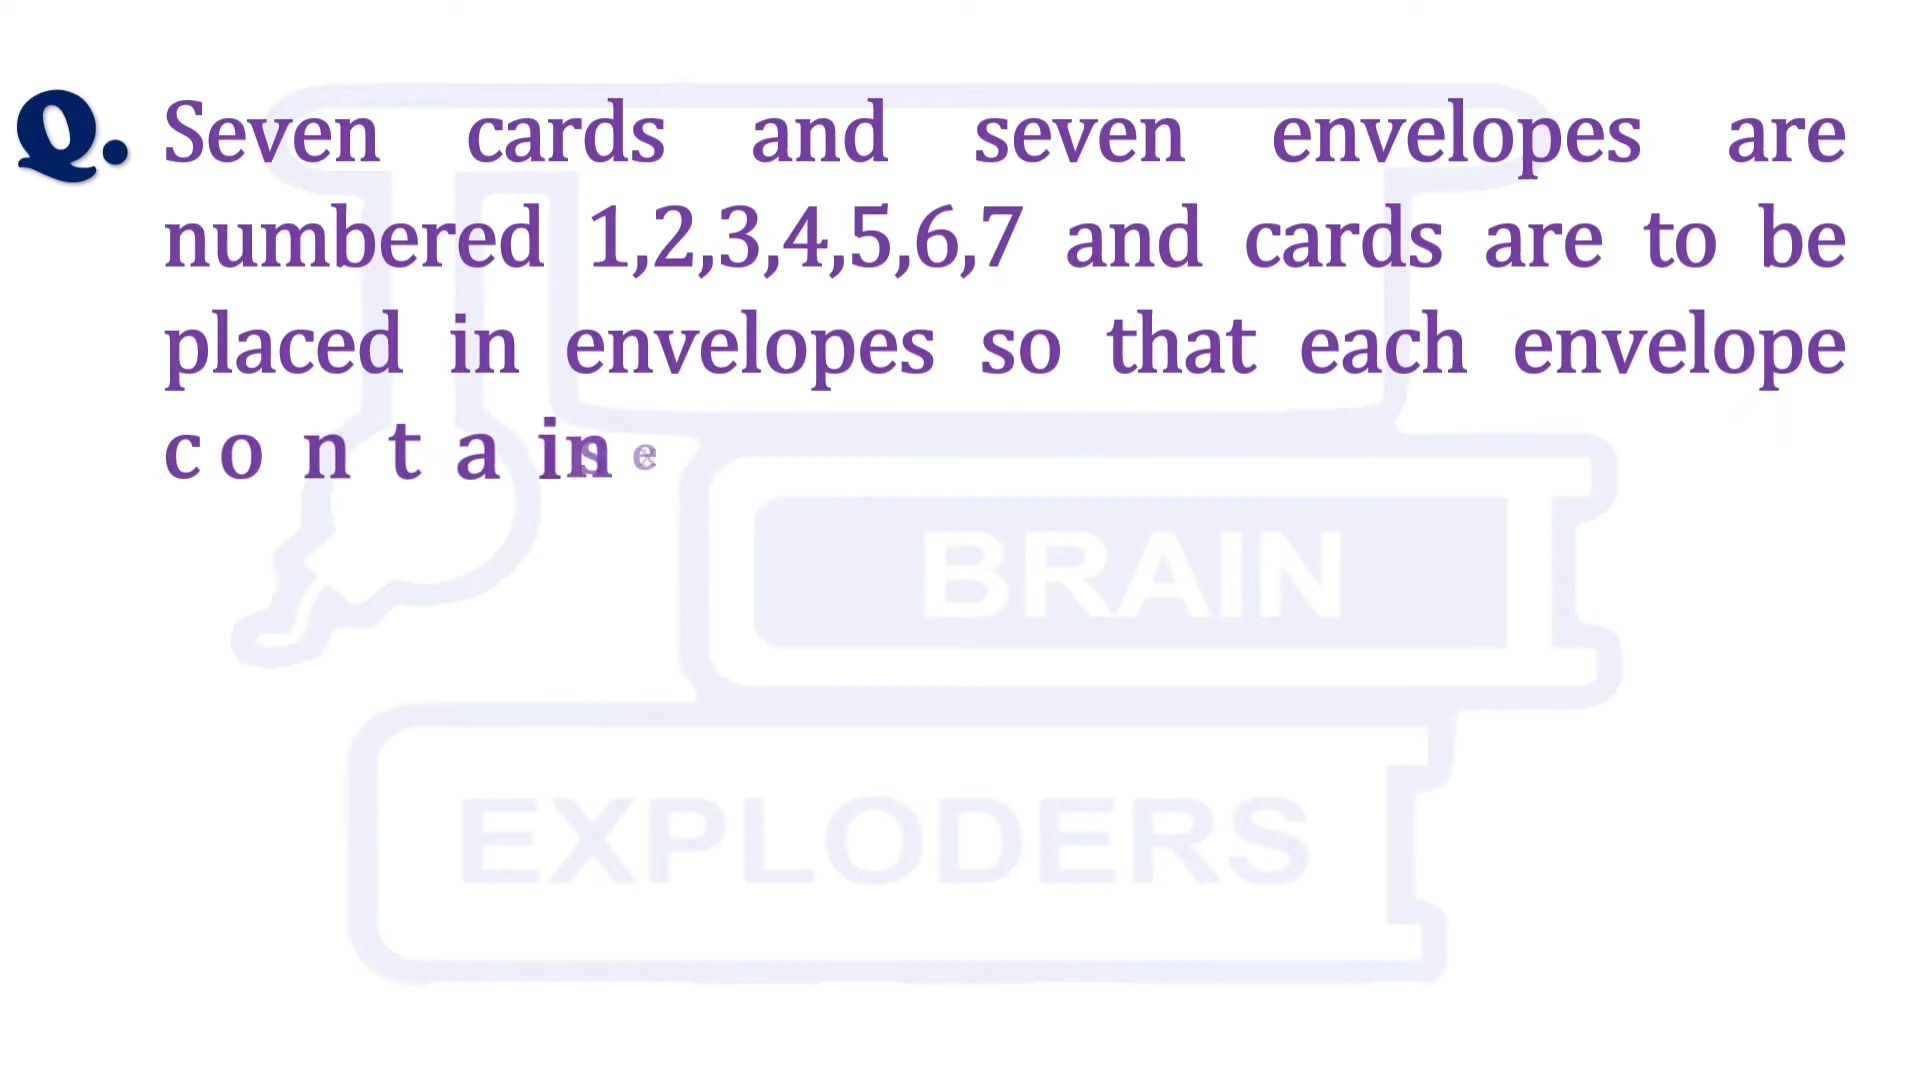 Q. Seven cards and seven envelopes are
numbered 1,2,3,4,5,6,7 and cards are to be
placed in envelopes so that each envelope
contains
BRAIN
EXPLODERS